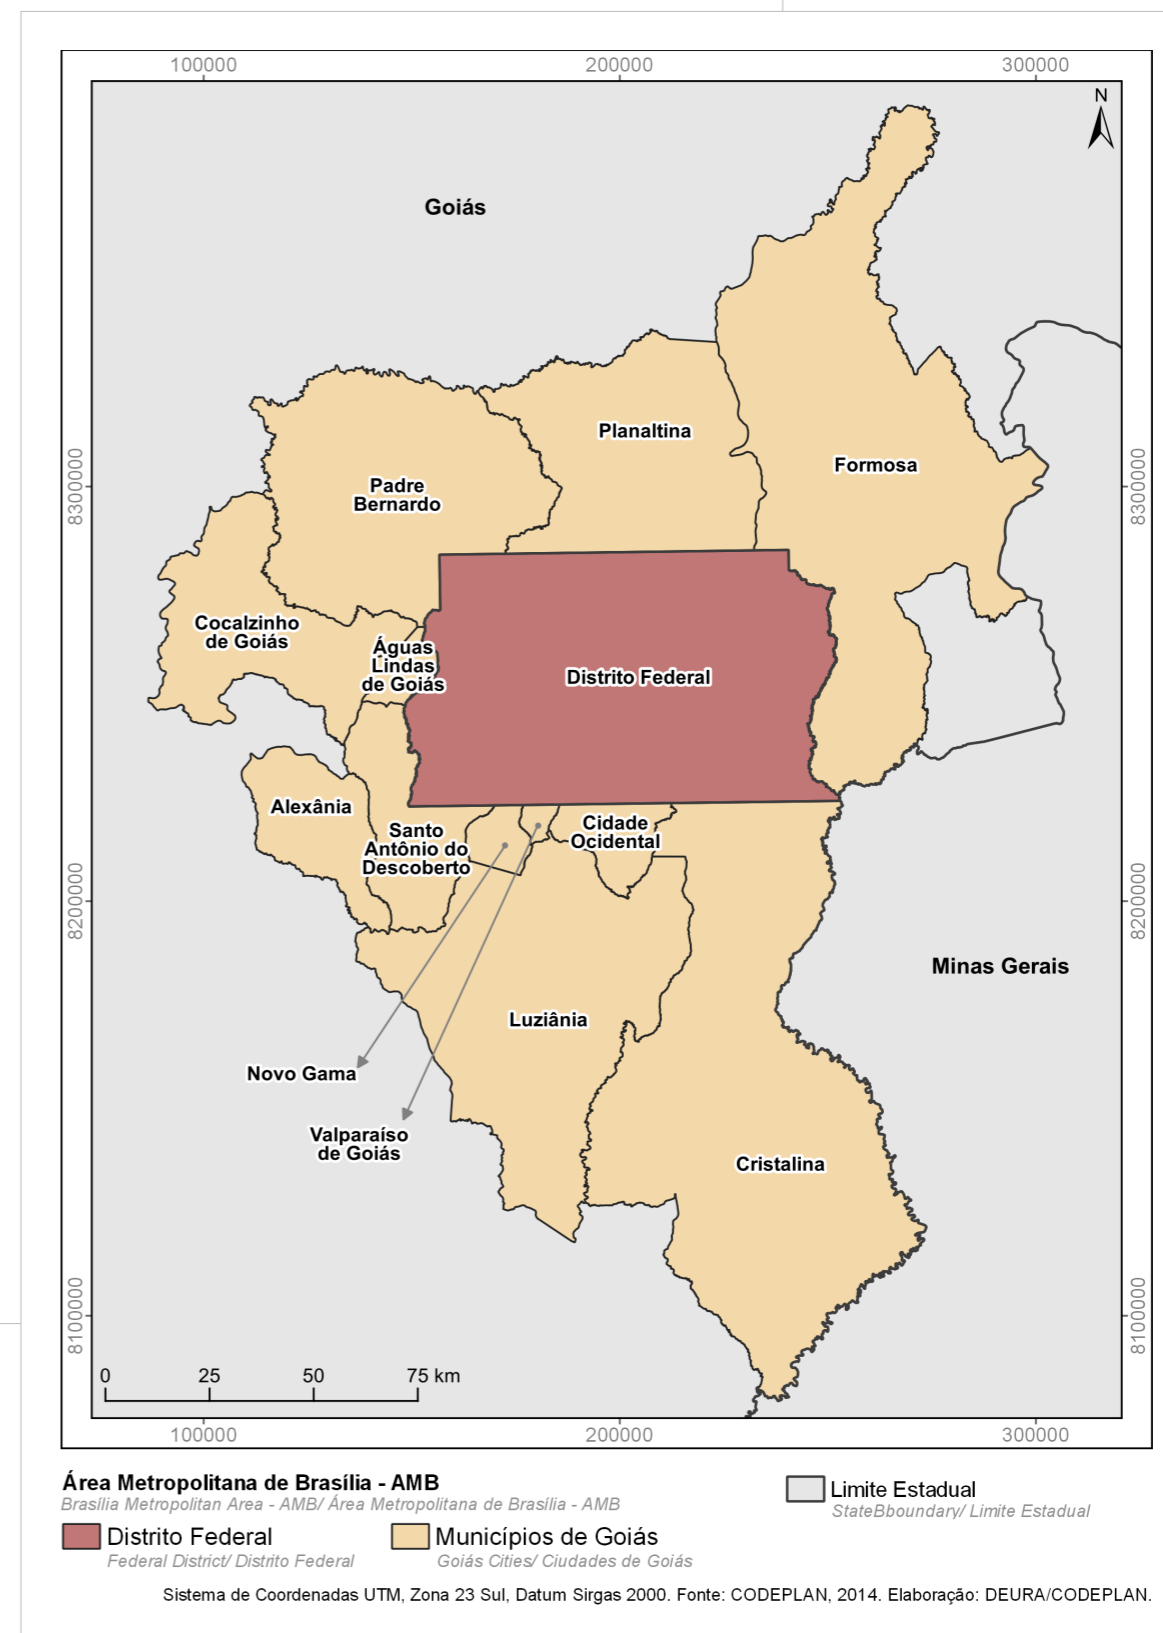 100000
200000
300000
N
Goiás
Planaltina
Formosa
Padre
Bernardo
8300000
8300000
Cocalzinho
de Goiás
Águas
Lindas
de Goiás
Distrito Federal
Alexânia
Santo
Antônio do
Descoberto
Cidade
Ocidental
8200000
8200000
Minas Gerais
Luziânia
Novo Gama
Valparaíso
de Goiás
Cristalina
8100000
8100000
0 25 50 75 km
100000
200000
300000
Área Metropolitana de Brasília - AMB
Brasília Metropolitan Area - AMB/ Área Metropolitana de Brasília - AMB
Limite Estadual
StateBboundary/ Limite Estadual
Distrito Federal
Federal District/ Distrito Federal
Municípios de Goiás
Goiás Cities/ Ciudades de Goiás
Sistema de Coordenadas UTM, Zona 23 Sul, Datum Sirgas 2000. Fonte: CODEPLAN, 2014. Elaboração: DEURA/CODEPLAN.